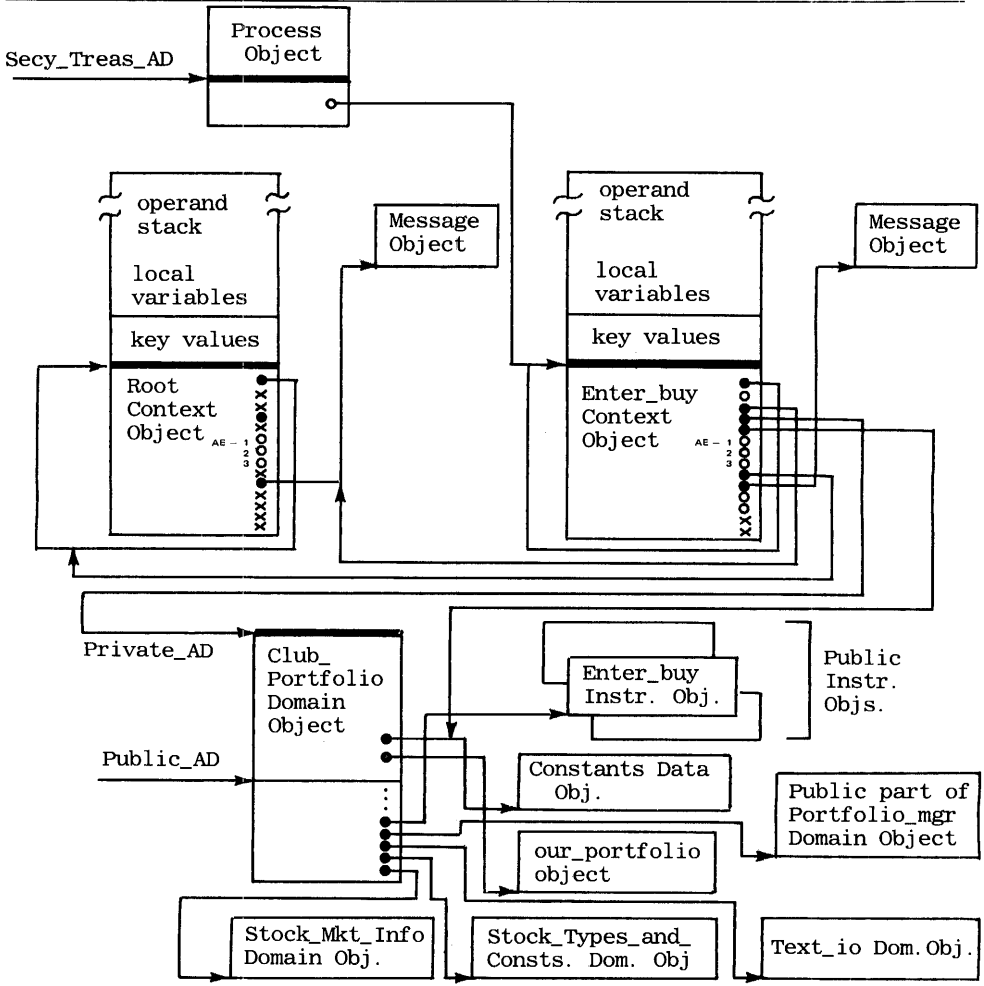 Process
Object
Secy_Treas_AD
operand
stack
local
variables
key values
Root
Context
Object
AE - 1
2
3
Message
Object
operand
stack
local
variables
key values
Enter_buy
Context
Object
AE - 1
2
3
Message
Object
Private_AD
Club_
Portfolio
Domain
Object
Public_AD
Enter_buy
Instr. Obj.
Public
Instr.
Objs.
Constants Data
Obj.
Public part of
Portfolio_mgr
Domain Object
our_portfolio
object
Stock_Mkt_Info
Domain Obj.
Stock_Types_and_
Consts. Dom. Obj
Text_io Dom.Obj.